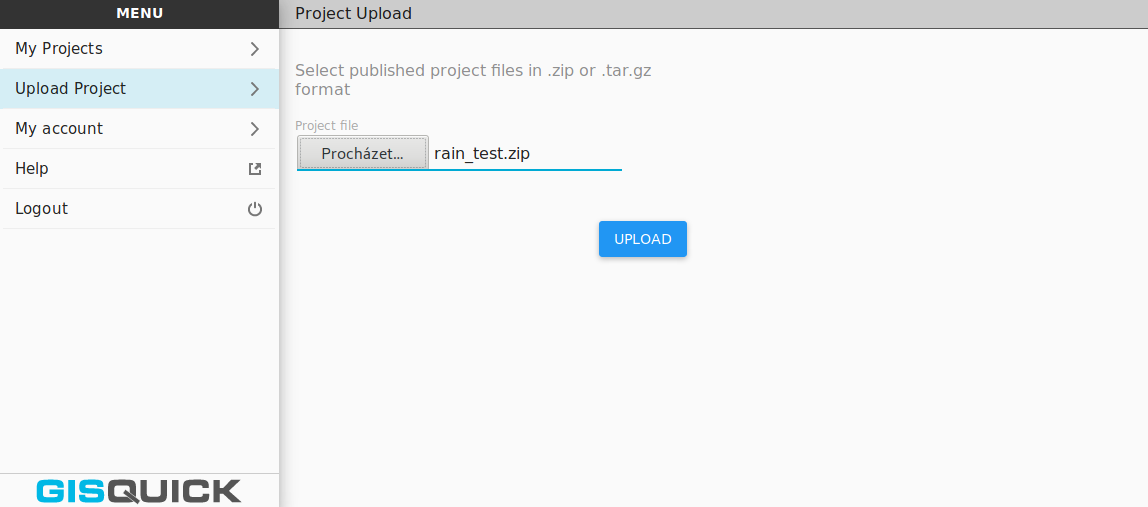 MENU
My Projects
Upload Project
My account
Help
Logout
GISQUICK
Project Upload
Select published project files in .zip or .tar.gz
format
Project file
Procházet... rain_test.zip
UPLOAD